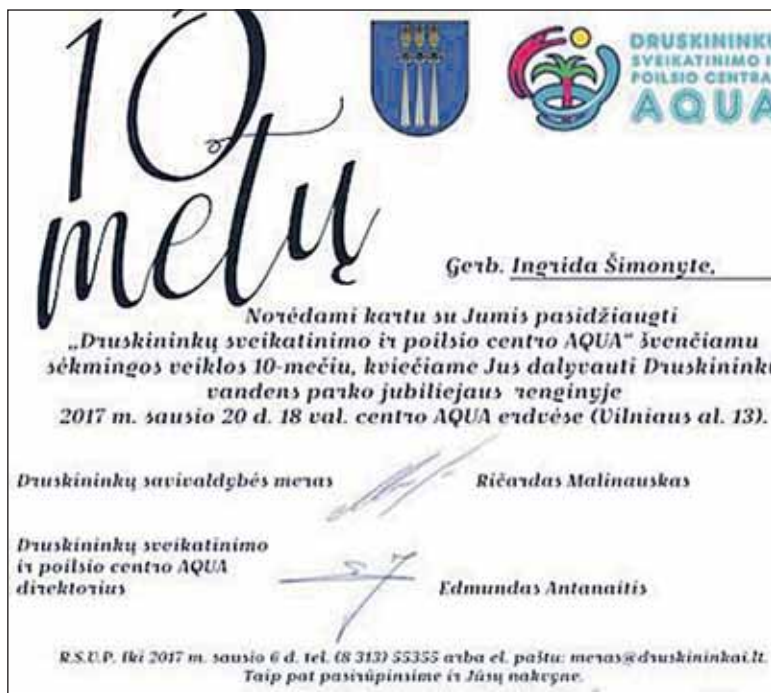 10
metų
DRUSKININKŲ
SVEIKATINIMO I
POILSIO CENTRA
AQUA
Gerb. Ingrida Šimonyte,
Norėdami kartu su Jumis pasidžiaugti
„Druskininkų sveikatinimo ir poilsio centro AQUA“ švenčiamu
sėkmingos veiklos 10-mečiu, kviečiame Jus dalyvauti Druskininkų
vandens parko jubiliejaus renginyje
2017 m. sausio 20 d. 18 val. centro AQUA erdvėse (Vilniaus al. 13).
Druskininkų savivaldybės meras Ričardas Malinauskas
Druskininkų sveikatinimo
ir poilsio centro AQUA
direktorius Edmundas Antanaitis
R.S.V.P. Iki 2017 m. sausio 6 d. tel. (8 313) 55355 arba el. paštu: meras@druskininkai.lt.
Taip pat pasirūpinsime ir Jūsų nakvyne.